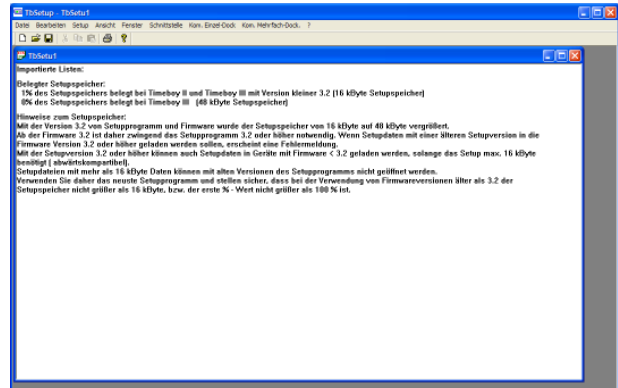 TbSetup - TbSetu1
Datei Bearbeiten Setup Ansicht Fenster Schnittstelle Kom. Einzel-Dock Kom. Mehrfach-Dock. ?
TbSetu1
Importierte Listen:
Belegter Setupspeicher:
1% des Setupspeichers belegt bei Timeboy II und Timeboy III mit Version kleiner 3.2 (16 kByte Setupspeicher)
0% des Setupspeichers belegt bei Timeboy III (48 kByte Setupspeicher)
Hinweise zum Setupspeicher:
Mit der Version 3.2 von Setupprogramm und Firmware wurde der Setupspeicher von 16 kByte auf 48 kByte vergrößert.
Ab der Firmware 3.2 ist daher zwingend das Setupprogramm 3.2 oder höher notwendig. Wenn Setupdaten mit einer älteren Setupversion in die
Firmware Version 3.2 oder höher geladen werden sollen, erscheint eine Fehlermeldung.
Mit der Setupversion 3.2 oder höher können auch Setupdaten in Geräte mit Firmware < 3.2 geladen werden, solange das Setup max. 16 kByte
benötigt ( abwärtskompatibel).
Setupdateien mit mehr als 16 kByte Daten können mit alten Versionen des Setupprogramms nicht geöffnet werden.
Verwenden Sie daher das neuste Setupprogramm und stellen sicher, dass bei der Verwendung von Firmwareversionen älter als 3.2 der
Setupspeicher nicht größer als 16 kByte, bzw. der erste % - Wert nicht größer als 100 % ist.